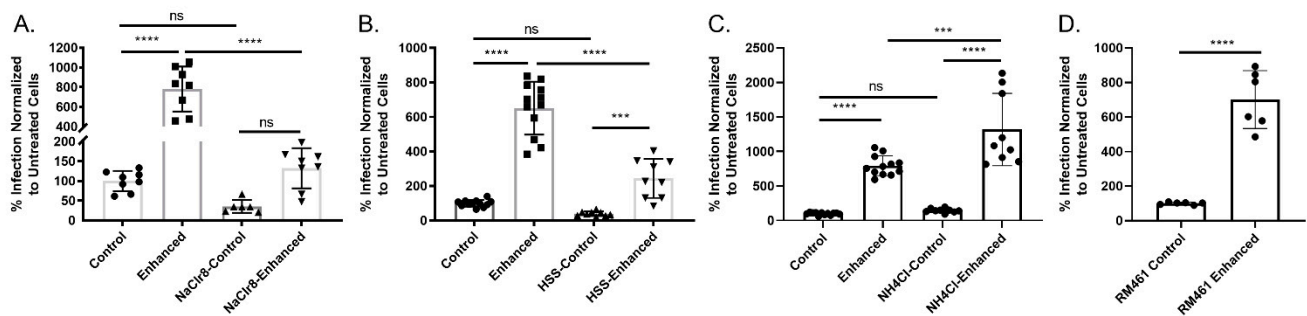 A.
ns
****
****
ns
% Infection Normalized
to Untreated Cells
1200
1000
800
600
400
200
150
100
50
0
Control
Enhanced
NaClr8-Control
NaClr8-Enhanced
B.
ns
****
****
***
% Infection Normalized
to Untreated Cells
1000
800
600
400
200
0
Control
Enhanced
HSS-Control
HSS-Enhanced
C.
***
****
ns
****
% Infection Normalized
to Untreated Cells
2500
2000
1500
1000
500
0
Control
Enhanced
NH4Cl-Control
NH4Cl-Enhanced
D.
****
% Infection Normalized
to Untreated Cells
1000
800
600
400
200
0
RM461 Control
RM461 Enhanced